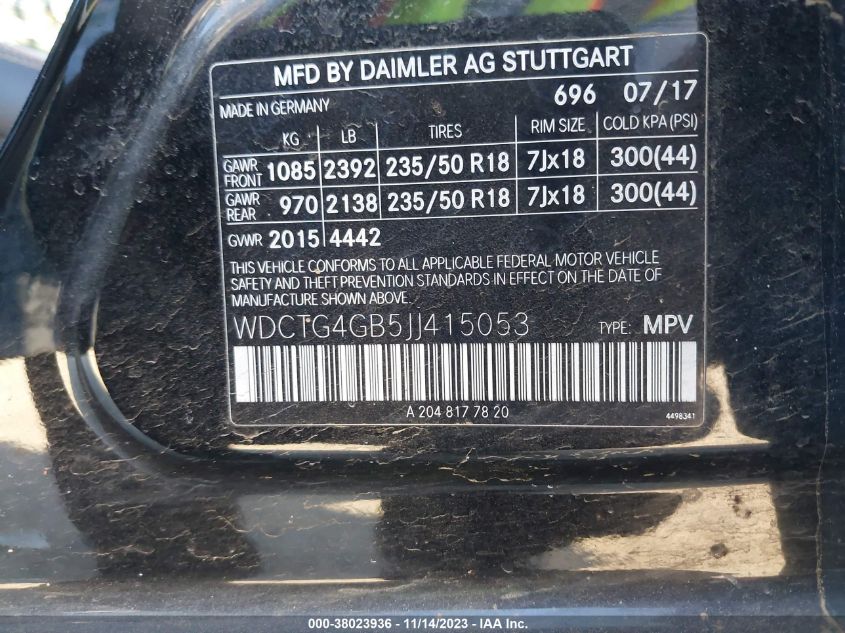 MFD BY DAIMLER AG STUTTGART
MADE IN GERMANY 696 07/17
KG LB TIRES RIM SIZE COLD KPA (PSI)
GAWR FRONT 1085 2392 235/50 R18 7Jx18 300(44)
GAWR REAR 970 2138 235/50 R18 7Jx18 300(44)
GVWR 2015 4442
THIS VEHICLE CONFORMS TO ALL APPLICABLE FEDERAL MOTOR VEHICLE
SAFETY AND THEFT PREVENTION STANDARDS IN EFFECT ON THE DATE OF
MANUFACTURE SHOWN ABOVE.
WDCTG4GB5JJ415053 TYPE: MPV
A 204 817 78 20 4498341
000-38023936 - 11/14/2023 - © IAA Inc.